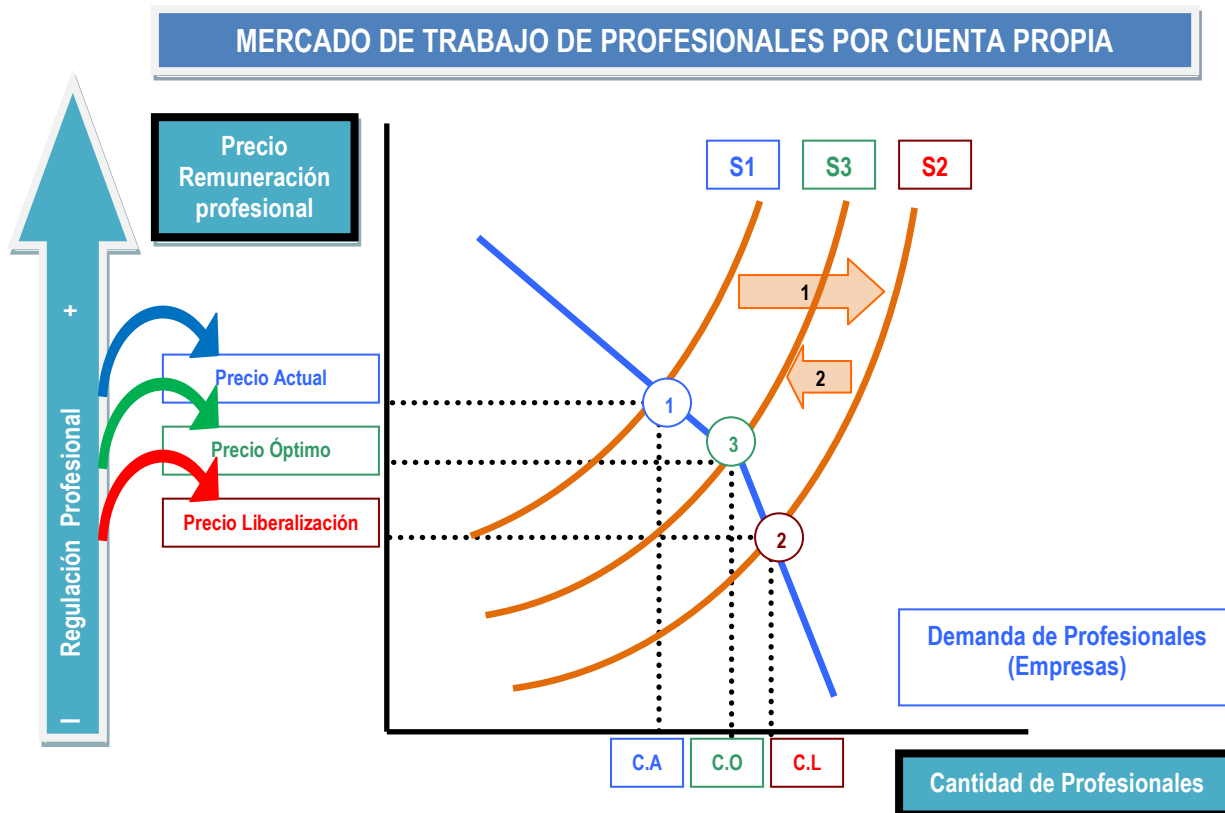 MERCADO DE TRABAJO DE PROFESIONALES POR CUENTA PROPIA
Precio
Remuneración
profesional
S1
S3
S2
1
2
+
Regulación Profesional
I
Precio Actual
Precio Óptimo
Precio Liberalización
1
3
2
Demanda de Profesionales
(Empresas)
C.A
C.O
C.L
Cantidad de Profesionales